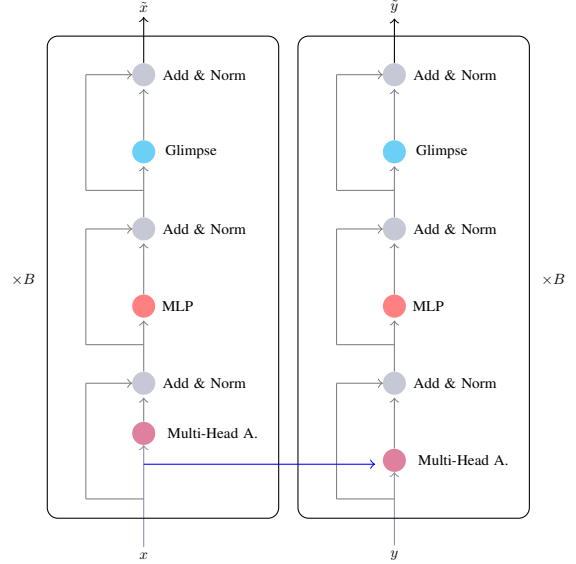 x̃ ỹ
Add & Norm Add & Norm
Glimpse Glimpse
Add & Norm Add & Norm
×B ×B
MLP MLP
Add & Norm Add & Norm
Multi-Head A.
Multi-Head A.
x y